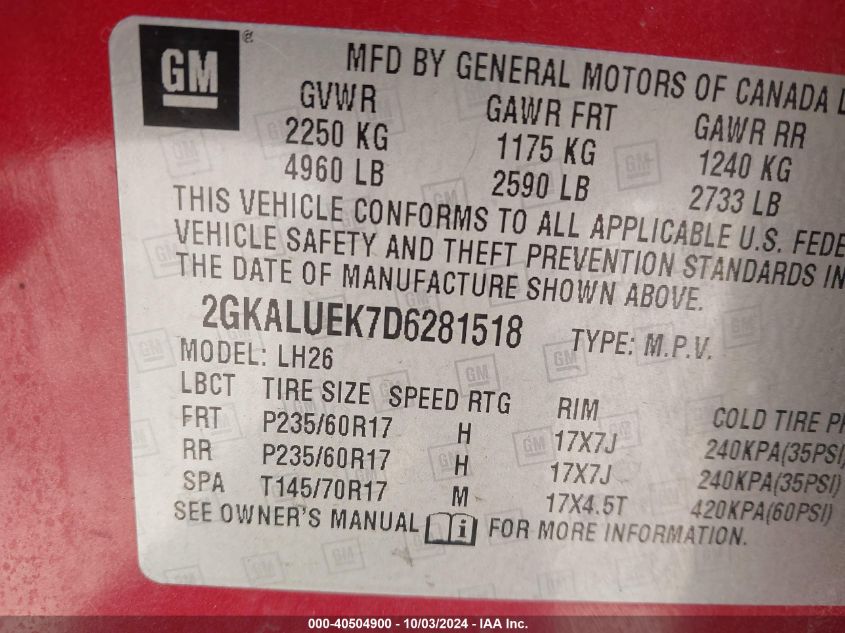 GM ®
MFD BY GENERAL MOTORS OF CANADA
GVWR GAWR FRT GAWR RR
2250 KG 1175 KG 1240 KG
4960 LB 2590 LB 2733 LB
THIS VEHICLE CONFORMS TO ALL APPLICABLE U.S. FEDE
VEHICLE SAFETY AND THEFT PREVENTION STANDARDS IN
THE DATE OF MANUFACTURE SHOWN ABOVE.
2GKALUEK7D6281518 TYPE: M.P.V.
MODEL: LH26
LBCT TIRE SIZE SPEED RTG RIM COLD TIRE P
FRT P235/60R17 H 17X7J 240KPA(35PSI)
RR P235/60R17 H 17X7J 240KPA(35PSI)
SPA T145/70R17 M 17X4.5T 420KPA(60PSI)
SEE OWNER'S MANUAL i FOR MORE INFORMATION.
000-40504900 - 10/03/2024 - IAA Inc.